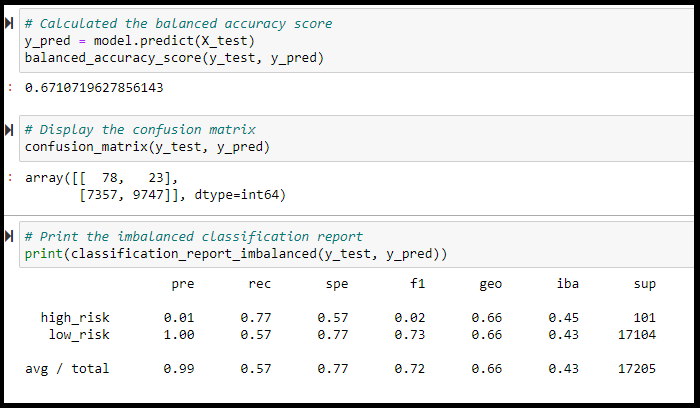 # Calculated the balanced accuracy score
y_pred = model.predict(X_test)
balanced_accuracy_score(y_test, y_pred)
: 0.6710719627856143
# Display the confusion matrix
confusion_matrix(y_test, y_pred)
: array([[  78,   23],
       [7357, 9747]], dtype=int64)
# Print the imbalanced classification report
print(classification_report_imbalanced(y_test, y_pred))
pre rec spe f1 geo iba sup
high_risk 0.01 0.77 0.57 0.02 0.66 0.45 101
low_risk 1.00 0.57 0.77 0.73 0.66 0.43 17104
avg / total 0.99 0.57 0.77 0.72 0.66 0.43 17205